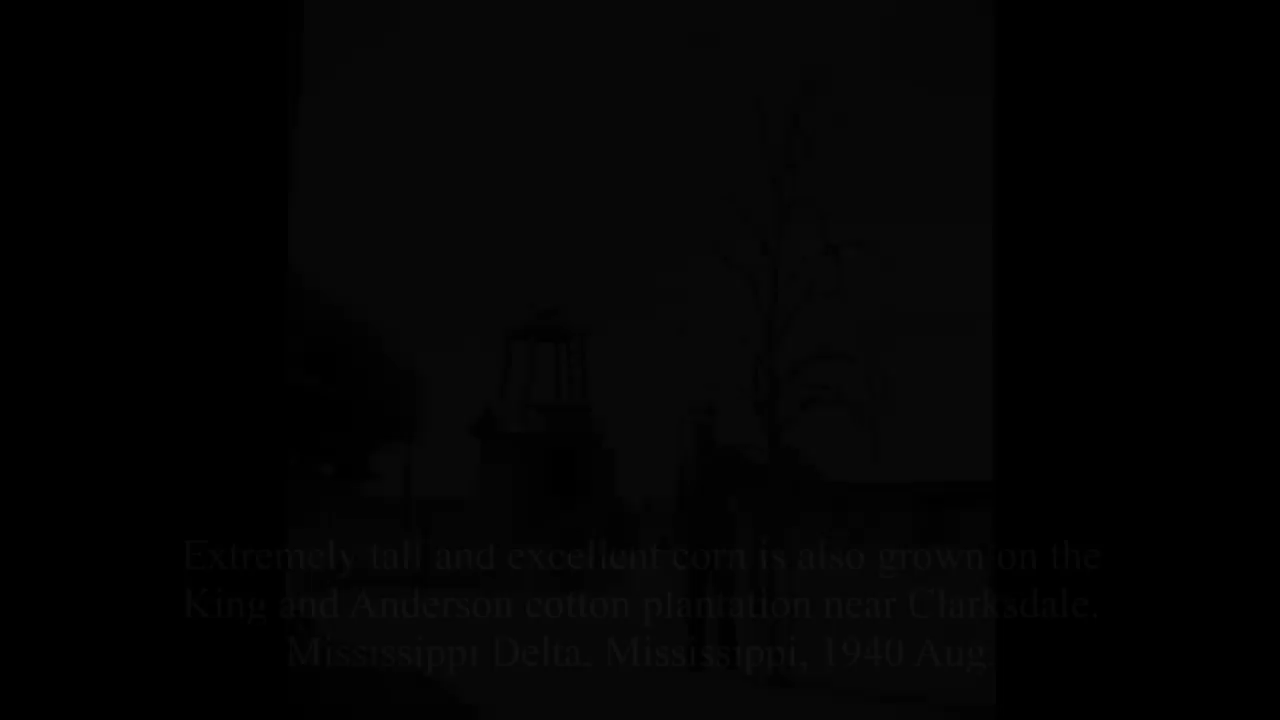 Extremely tall and excellent corn is also grown on the
King and Anderson cotton plantation near Clarksdale,
Mississippi Delta, Mississippi, 1940 Aug